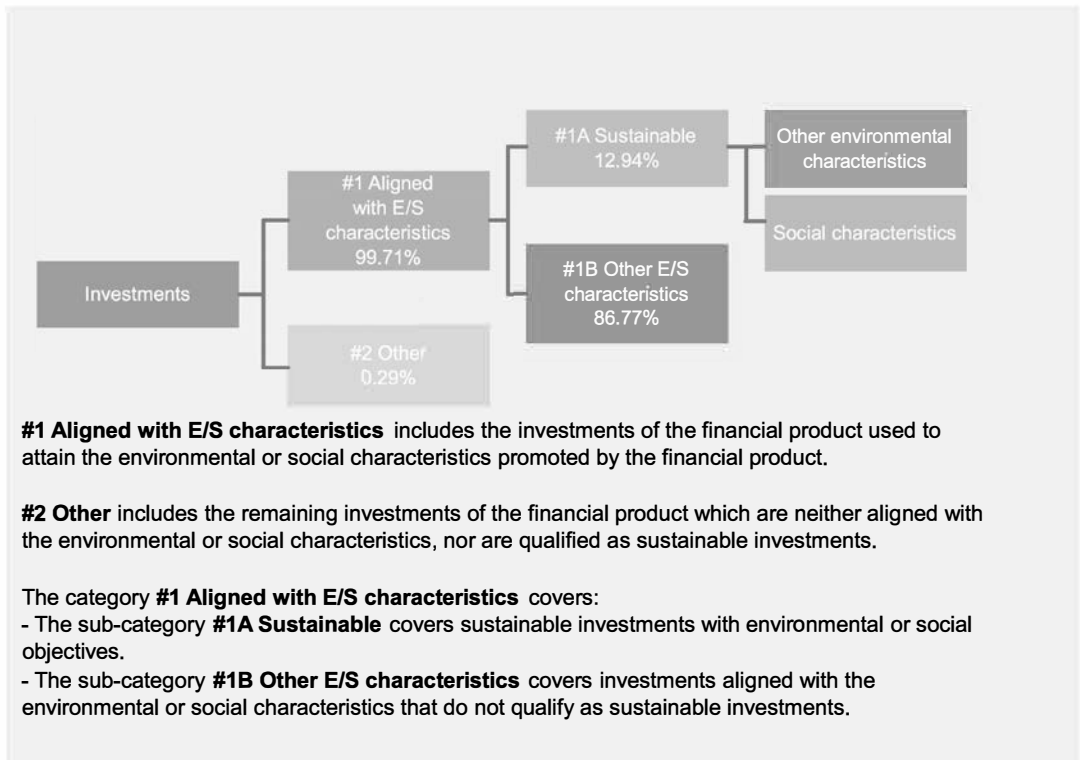 #1A Sustainable
12.94%
Other environmental
characteristics
#1 Aligned
with E/S
characteristics
99.71%
Social characteristics
#1B Other E/S
characteristics
86.77%
Investments
#2 Other
0.29%
#1 Aligned with E/S characteristics includes the investments of the financial product used to
attain the environmental or social characteristics promoted by the financial product.
#2 Other includes the remaining investments of the financial product which are neither aligned with
the environmental or social characteristics, nor are qualified as sustainable investments.
The category #1 Aligned with E/S characteristics covers:
- The sub-category #1A Sustainable covers sustainable investments with environmental or social
objectives.
- The sub-category #1B Other E/S characteristics covers investments aligned with the
environmental or social characteristics that do not qualify as sustainable investments.